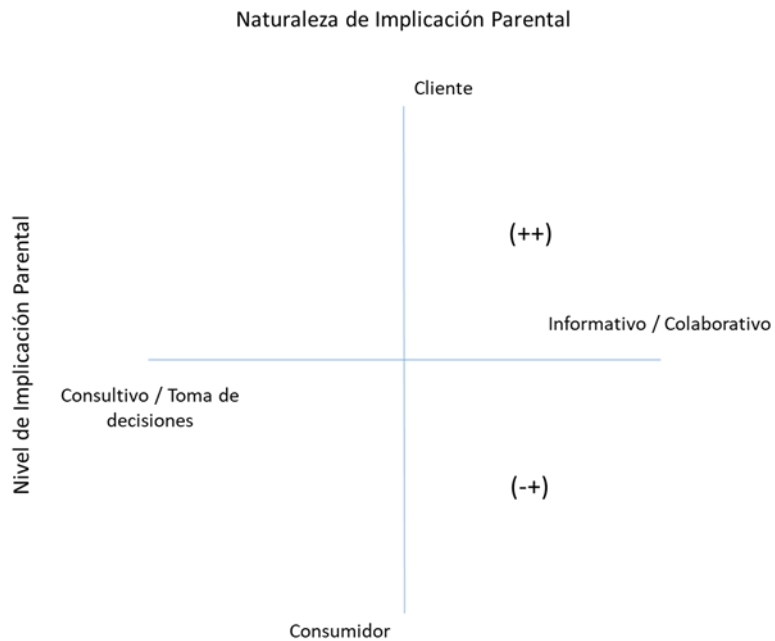 Naturaleza de Implicación Parental
Cliente
Nivel de Implicación Parental
(++)
Informativo / Colaborativo
Consultivo / Toma de
decisiones
(-+)
Consumidor